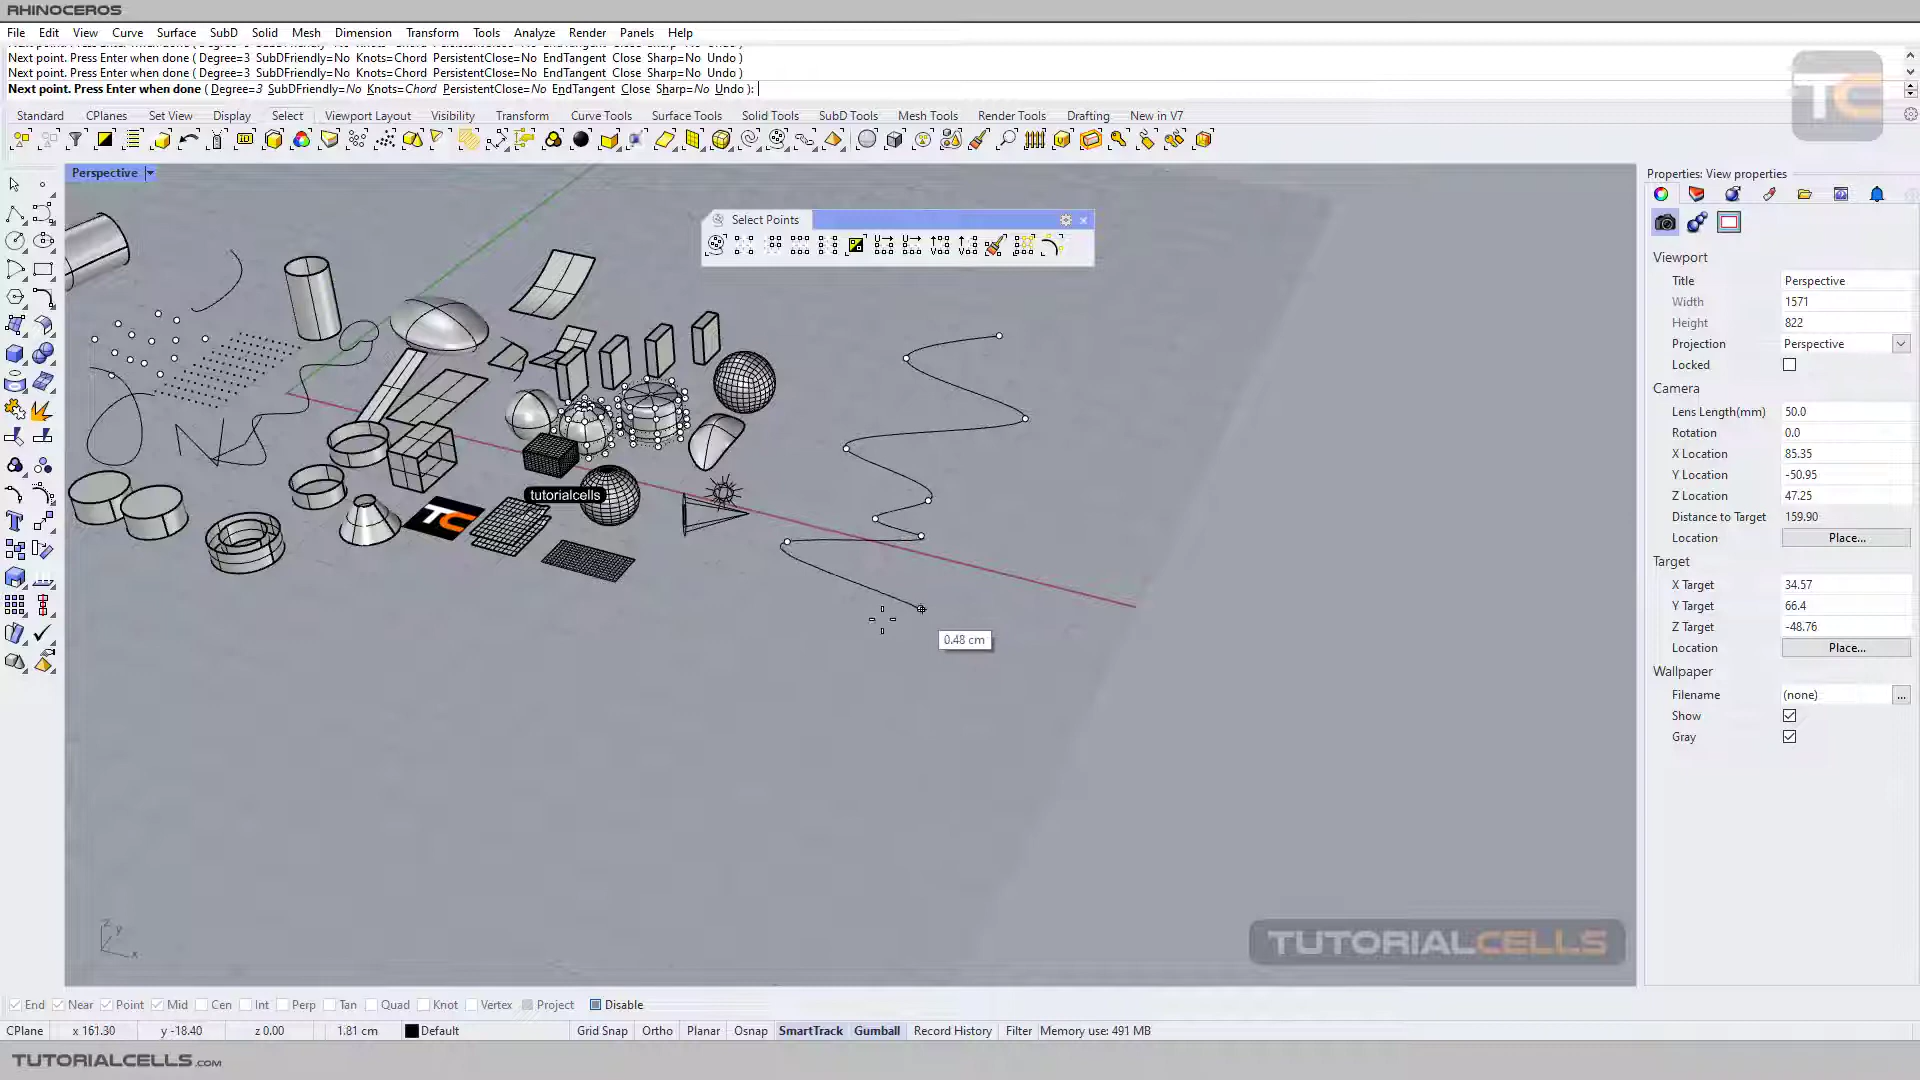 RHINOCEROS
File Edit View Curve Surface SubD Solid Mesh Dimension Transform Tools Analyze Render Panels Help
Next point. Press Enter when done ( Degree=3 SubDFriendly=No Knots=Chord PersistentClose=No EndTangent Close Sharp=No Undo )
Next point. Press Enter when done ( Degree=3 SubDFriendly=No Knots=Chord PersistentClose=No EndTangent Close Sharp=No Undo )
Next point. Press Enter when done ( Degree=3 SubDFriendly=No Knots=Chord PersistentClose=No EndTangent Close Sharp=No Undo ):
TC
Standard CPlanes Set View Display Select Viewport Layout Visibility Transform Curve Tools Surface Tools Solid Tools SubD Tools Mesh Tools Render Tools Drafting New in V7
Perspective
Select Points
tutorialcells
TC
0.48 cm
z y x
TUTORIALCELLS
Properties: View properties
Viewport
Title Perspective
Width 1571
Height 822
Projection Perspective
Locked
Camera
Lens Length(mm) 50.0
Rotation 0.0
X Location 85.35
Y Location -50.95
Z Location 47.25
Distance to Target 159.90
Location Place...
Target
X Target 34.57
Y Target 66.4
Z Target -48.76
Location Place...
Wallpaper
Filename (none) ...
Show
Gray
End Near Point Mid Cen Int Perp Tan Quad Knot Vertex Project Disable
CPlane x 161.30 y -18.40 z 0.00 1.81 cm Default Grid Snap Ortho Planar Osnap SmartTrack Gumball Record History Filter Memory use: 491 MB
TUTORIALCELLS.COM